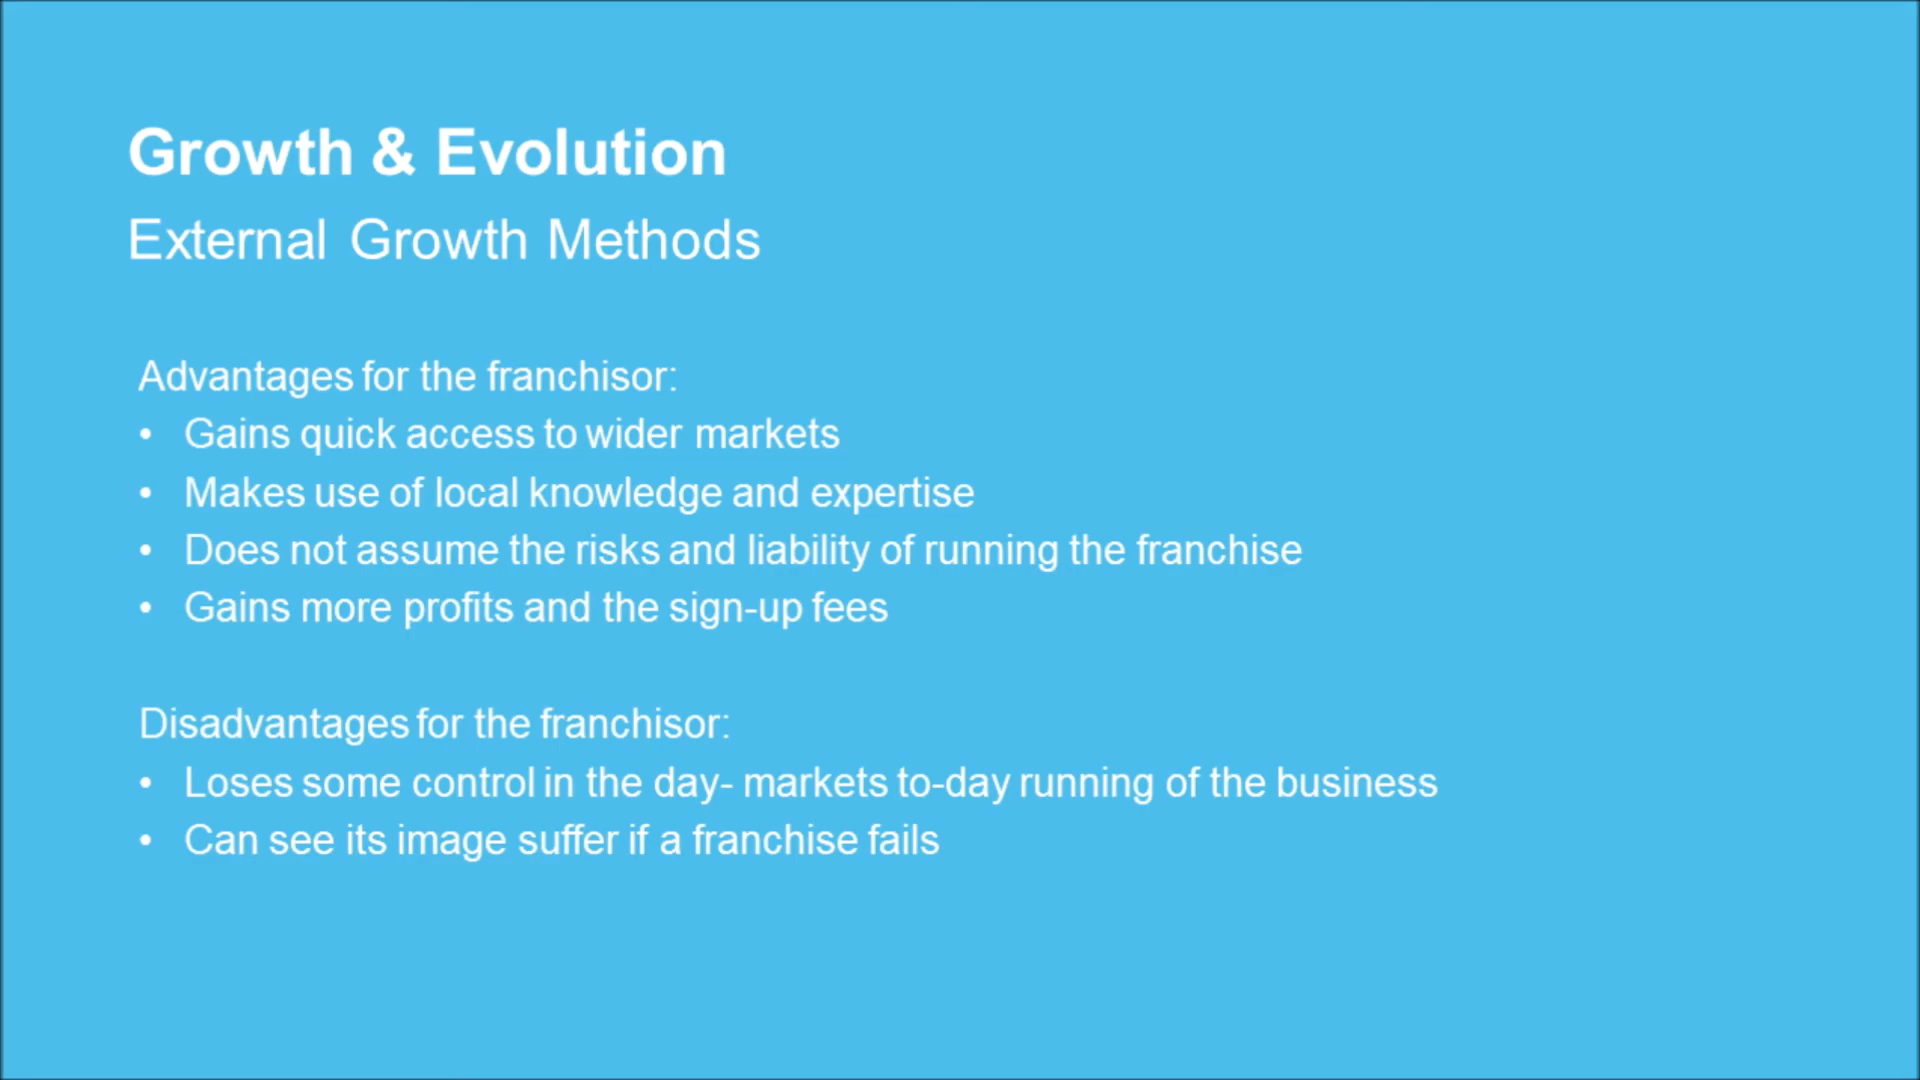 Growth & Evolution
External Growth Methods
Advantages for the franchisor:
• Gains quick access to wider markets
• Makes use of local knowledge and expertise
• Does not assume the risks and liability of running the franchise
• Gains more profits and the sign-up fees
Disadvantages for the franchisor:
• Loses some control in the day- markets to-day running of the business
• Can see its image suffer if a franchise fails